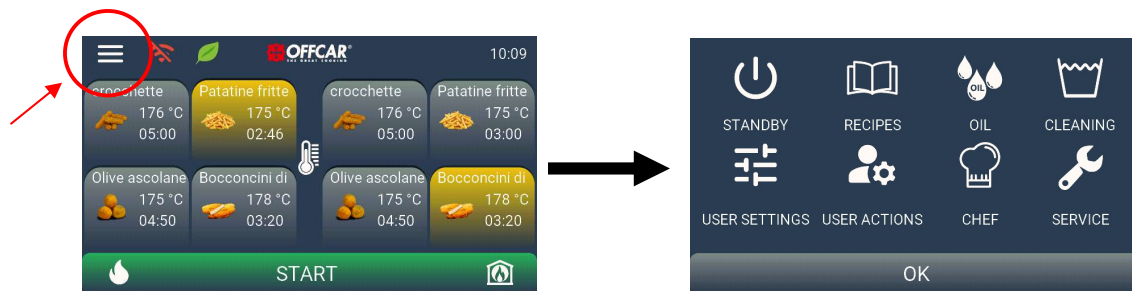 OFFCAR®
THE GREAT COOKING
10:09
crocchette
176 °C
05:00
Patatine fritte
175 °C
02:46
crocchette
176 °C
05:00
Patatine fritte
175 °C
03:00
Olive ascolane
175 °C
04:50
Bocconcini di
178 °C
03:20
Olive ascolane
175 °C
04:50
Bocconcini di
178 °C
03:20
START
STANDBY
RECIPES
OIL
OIL
CLEANING
USER SETTINGS
USER ACTIONS
CHEF
SERVICE
OK